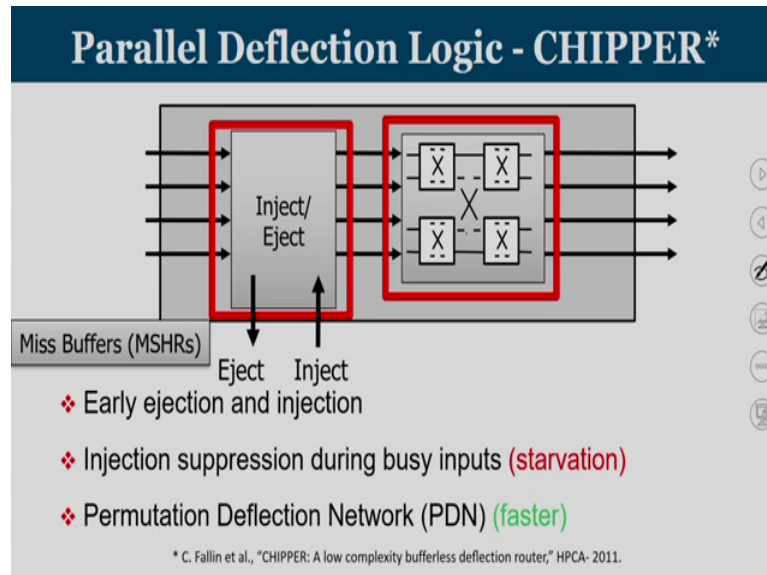 Parallel Deflection Logic - CHIPPER*
Inject/
Eject
Miss Buffers (MSHRs)
Eject Inject
❖ Early ejection and injection
❖ Injection suppression during busy inputs (starvation)
❖ Permutation Deflection Network (PDN) (faster)
* C. Fallin et al., "CHIPPER: A low complexity bufferless deflection router," HPCA- 2011.